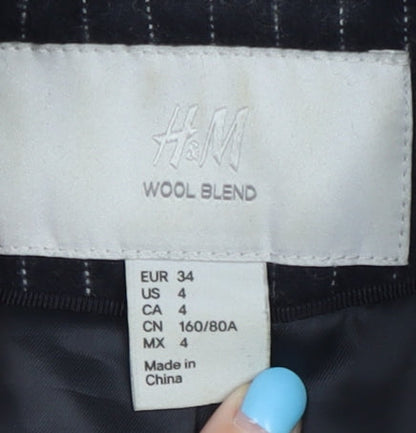 H&M
WOOL BLEND
EUR 34
US 4
CA 4
CN 160/80A
MX 4
Made in
China